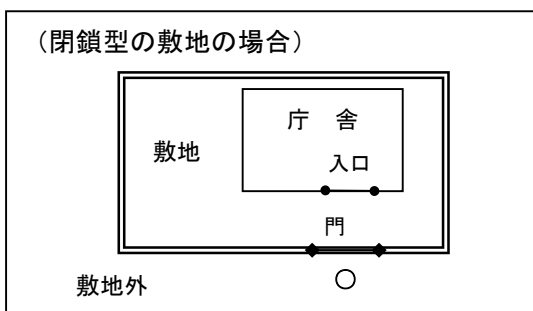 （閉鎖型の敷地の場合）
庁 舎
敷地
入口
門
敷地外